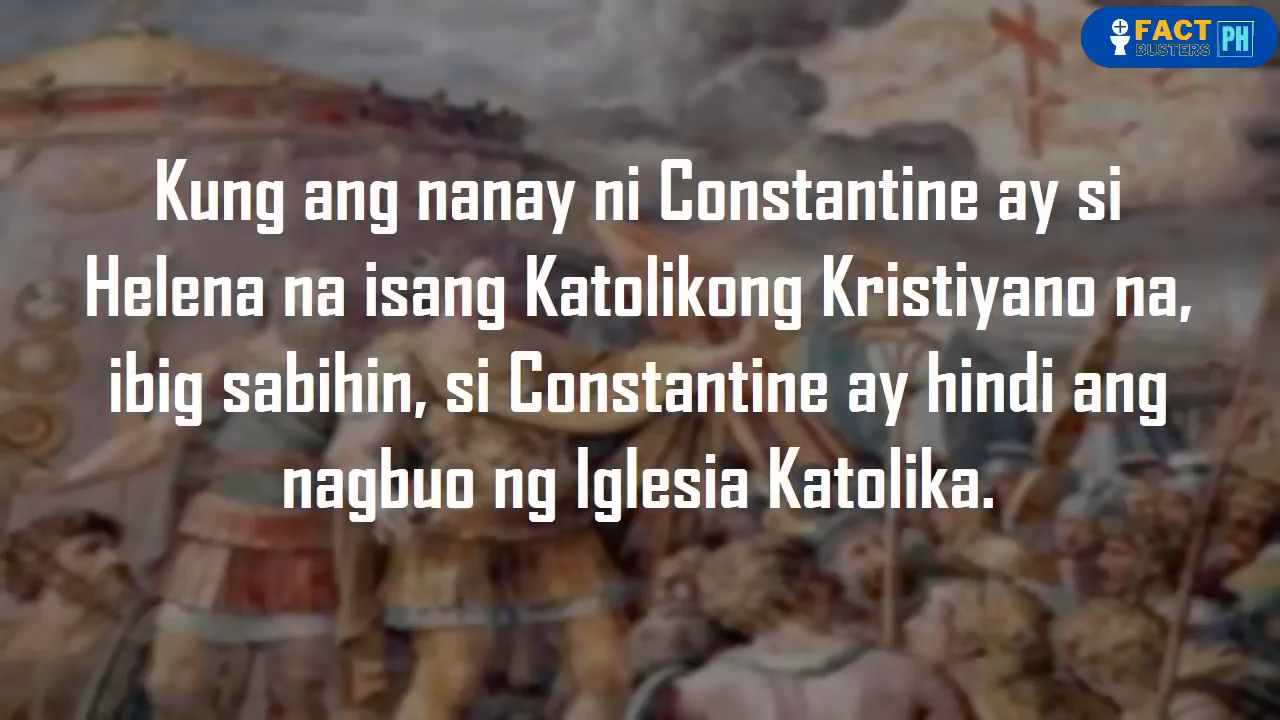 FACT
BUSTERS
PH
Kung ang nanay ni Constantine ay si
Helena na isang Katolikong Kristiyano na,
ibig sabihin, si Constantine ay hindi ang
nagbuo ng Iglesia Katolika.